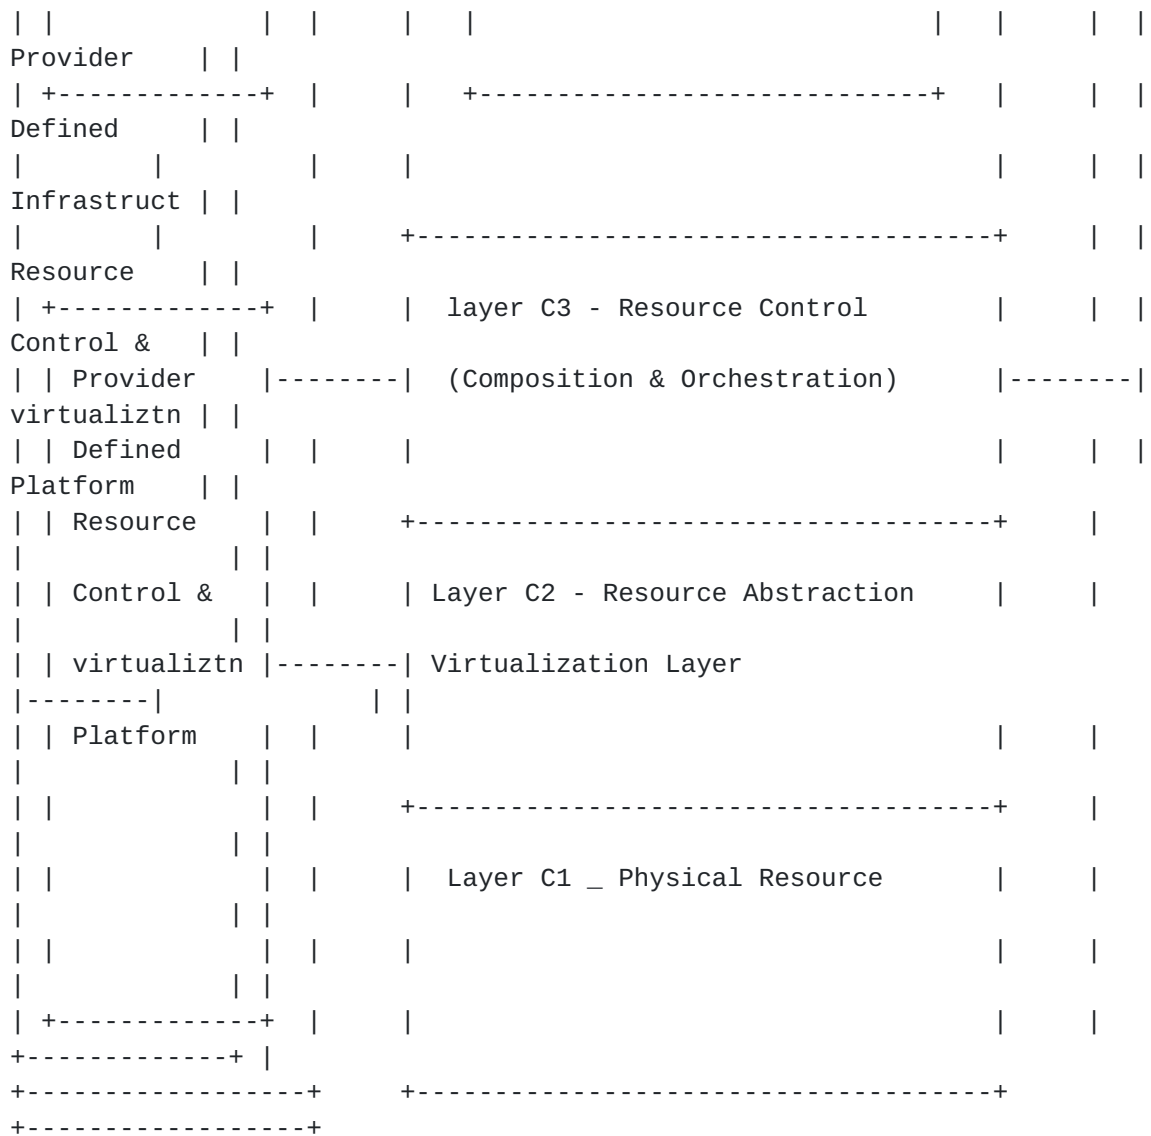 | |              |  |     |   |                              |   |     |  |
Provider    | |
| +-------------+  |     |   +-----------------------------+   |     |  |
Defined     | |
|        |         |     |                                     |     |  |
Infrastruct | |
|        |         |     +-------------------------------------+     |  |
Resource    | |
| +-------------+  |     |  layer C3 - Resource Control        |     |  |
Control &   | |
| | Provider    |--------|  (Composition & Orchestration)      |--------|
virtualiztn | |
| | Defined     |  |     |                                     |     |  |
Platform    | |
| | Resource    |  |     +-------------------------------------+     |
|             | |
| | Control &   |  |     | Layer C2 - Resource Abstraction     |     |
|             | |
| | virtualiztn |--------| Virtualization Layer
|--------|             | |
| | Platform    |  |     |                                     |     |
|             | |
| |             |  |     +-------------------------------------+     |
|             | |
| |             |  |     |  Layer C1 _ Physical Resource       |     |
|             | |
| |             |  |     |                                     |     |
|             | |
| +-------------+  |     |                                     |     |
+-------------+ |
+------------------+     +-------------------------------------+
+------------------+